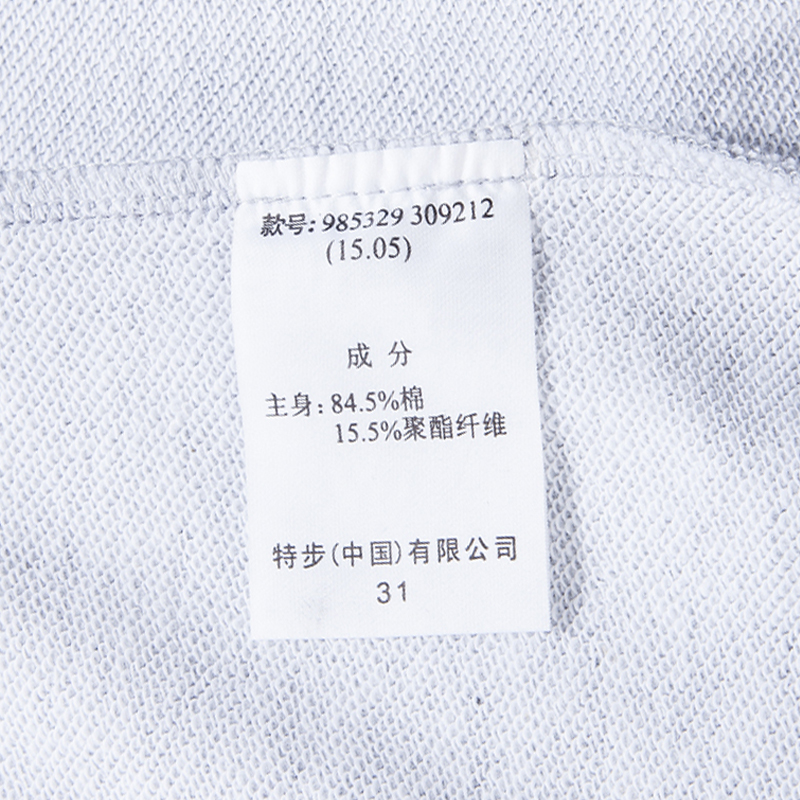 款号: 985329 309212
(15.05)
成 分
主身: 84.5%棉
15.5%聚酯纤维
特步(中国)有限公司
31